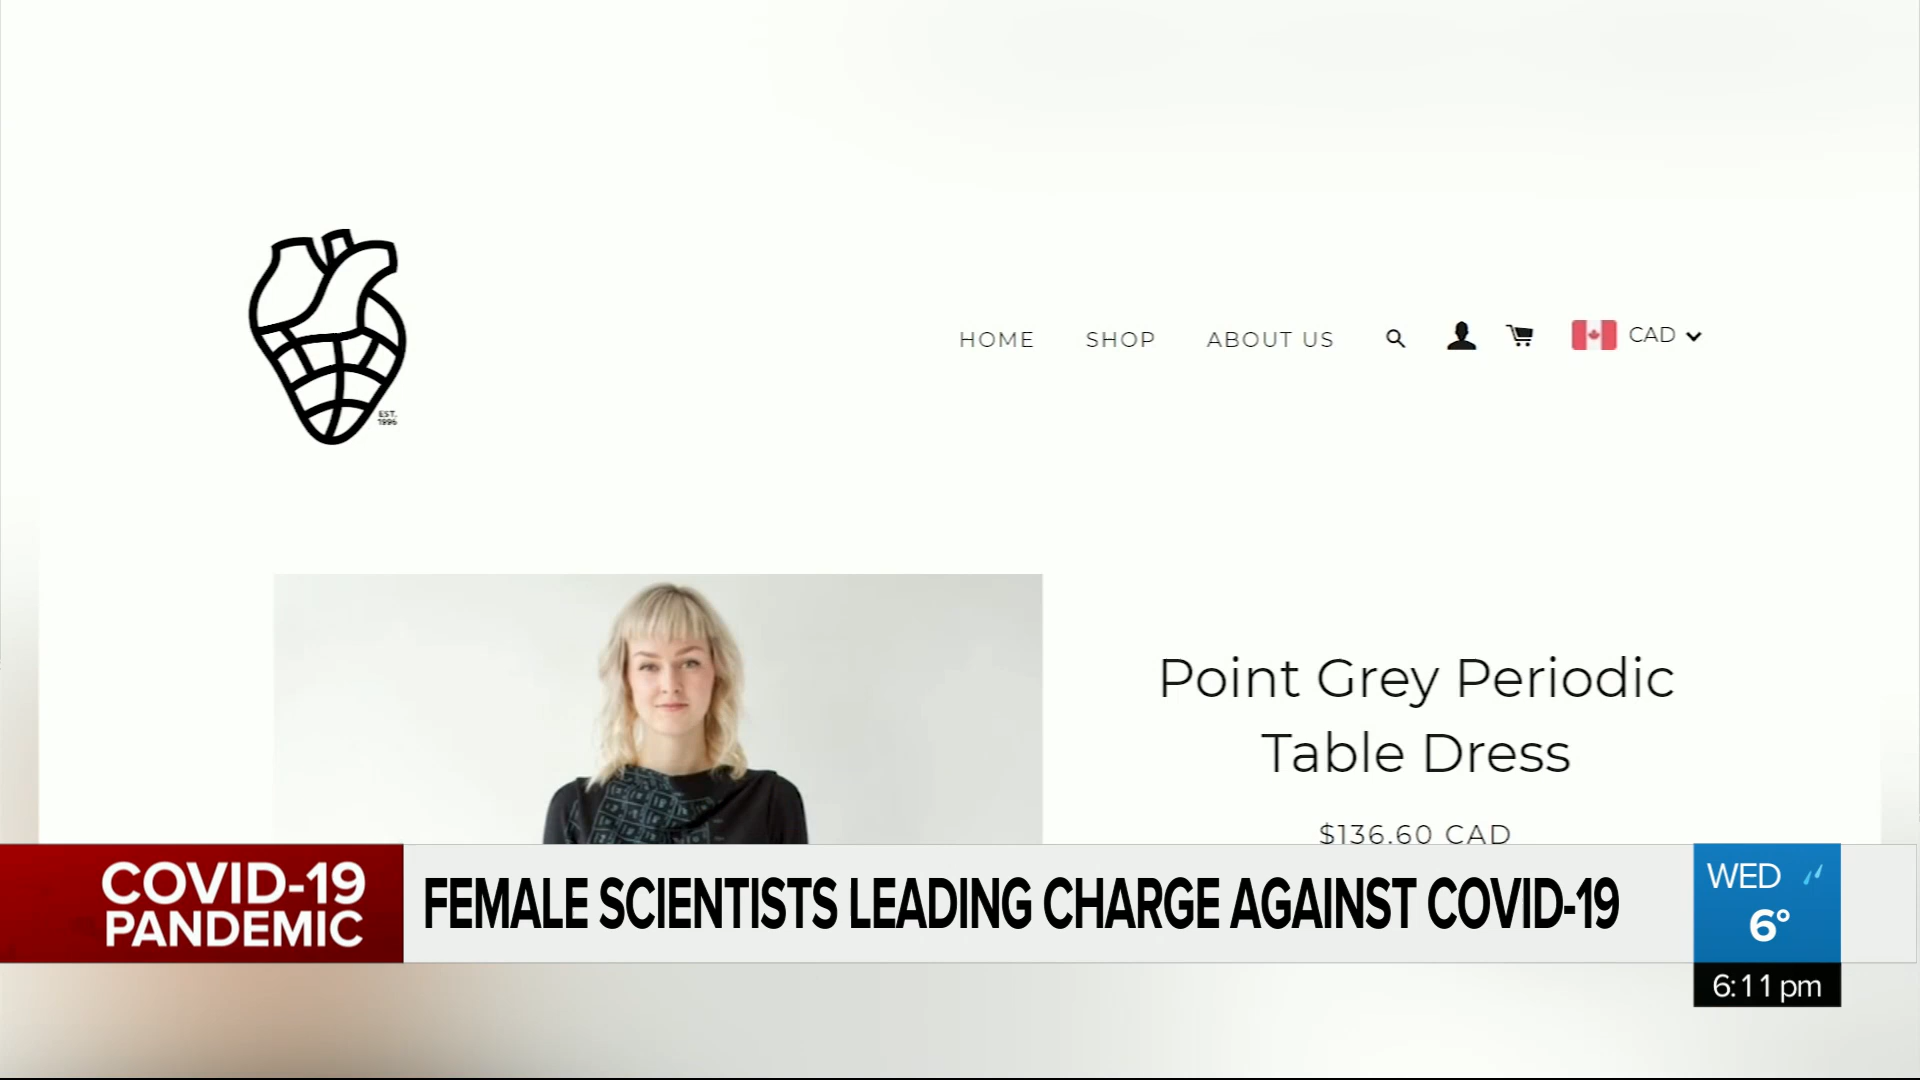 EST.
1996
HOME SHOP ABOUT US CAD
Point Grey Periodic
Table Dress
$136.60 CAD
COVID-19
PANDEMIC
FEMALE SCIENTISTS LEADING CHARGE AGAINST COVID-19
WED
6°
6:11 pm